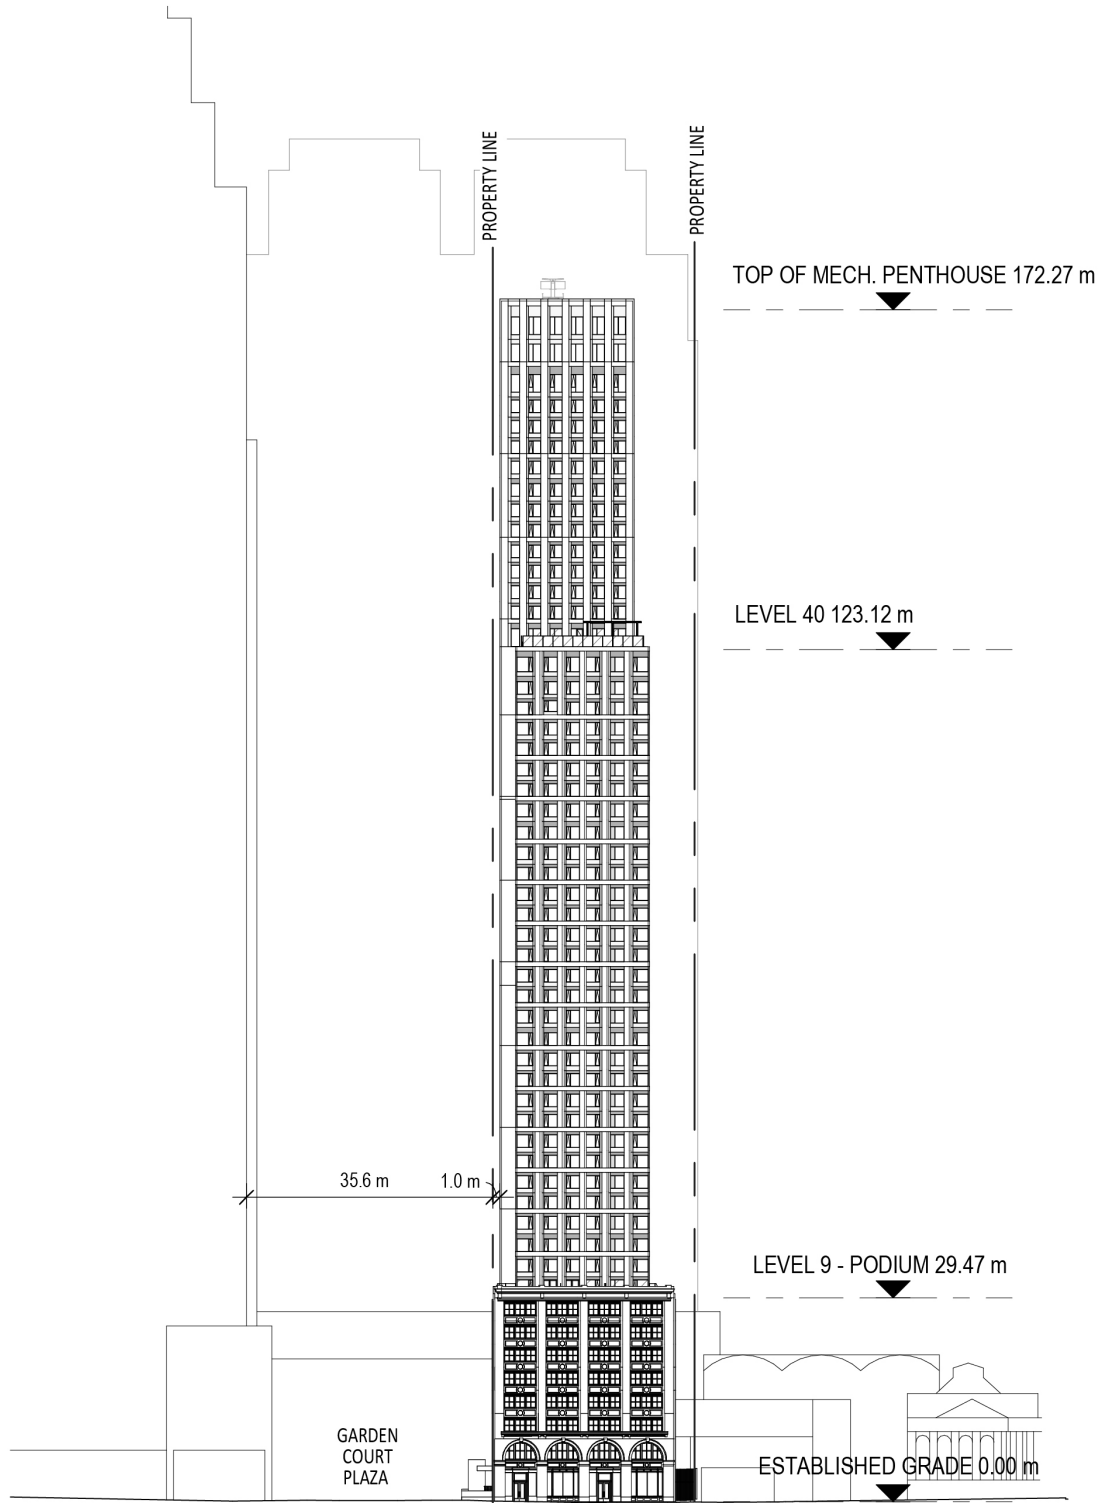 PROPERTY LINE
PROPERTY LINE
TOP OF MECH. PENTHOUSE 172.27 m
LEVEL 40 123.12 m
35.6 m
1.0 m
LEVEL 9 - PODIUM 29.47 m
GARDEN
COURT
PLAZA
ESTABLISHED GRADE 0.00 m